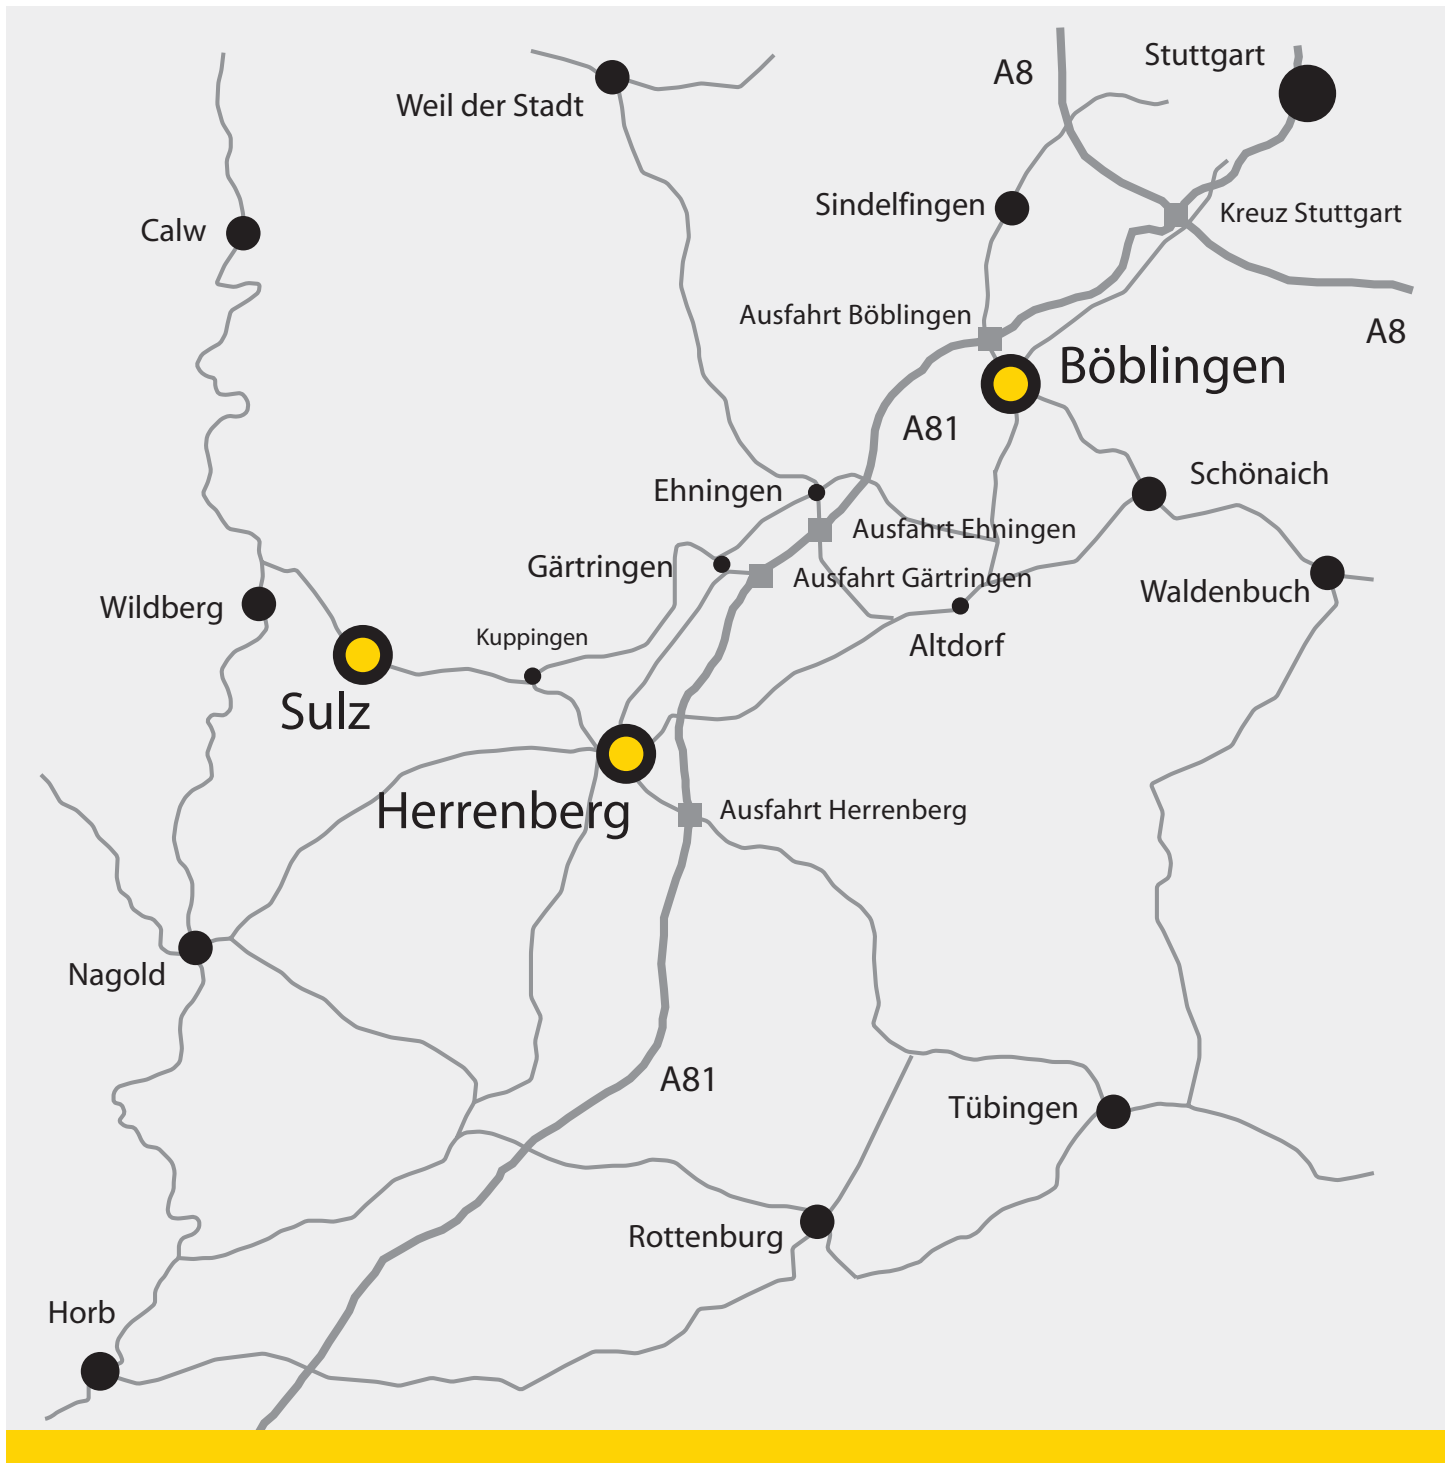 Stuttgart
A8
Weil der Stadt
Sindelfingen
Kreuz Stuttgart
Calw
Ausfahrt Böblingen
A8
Böblingen
A81
Schönaich
Ehningen
Ausfahrt Ehningen
Gärtringen
Ausfahrt Gärtringen
Waldenbuch
Wildberg
Kuppingen
Altdorf
Sulz
Herrenberg
Ausfahrt Herrenberg
Nagold
A81
Tübingen
Rottenburg
Horb